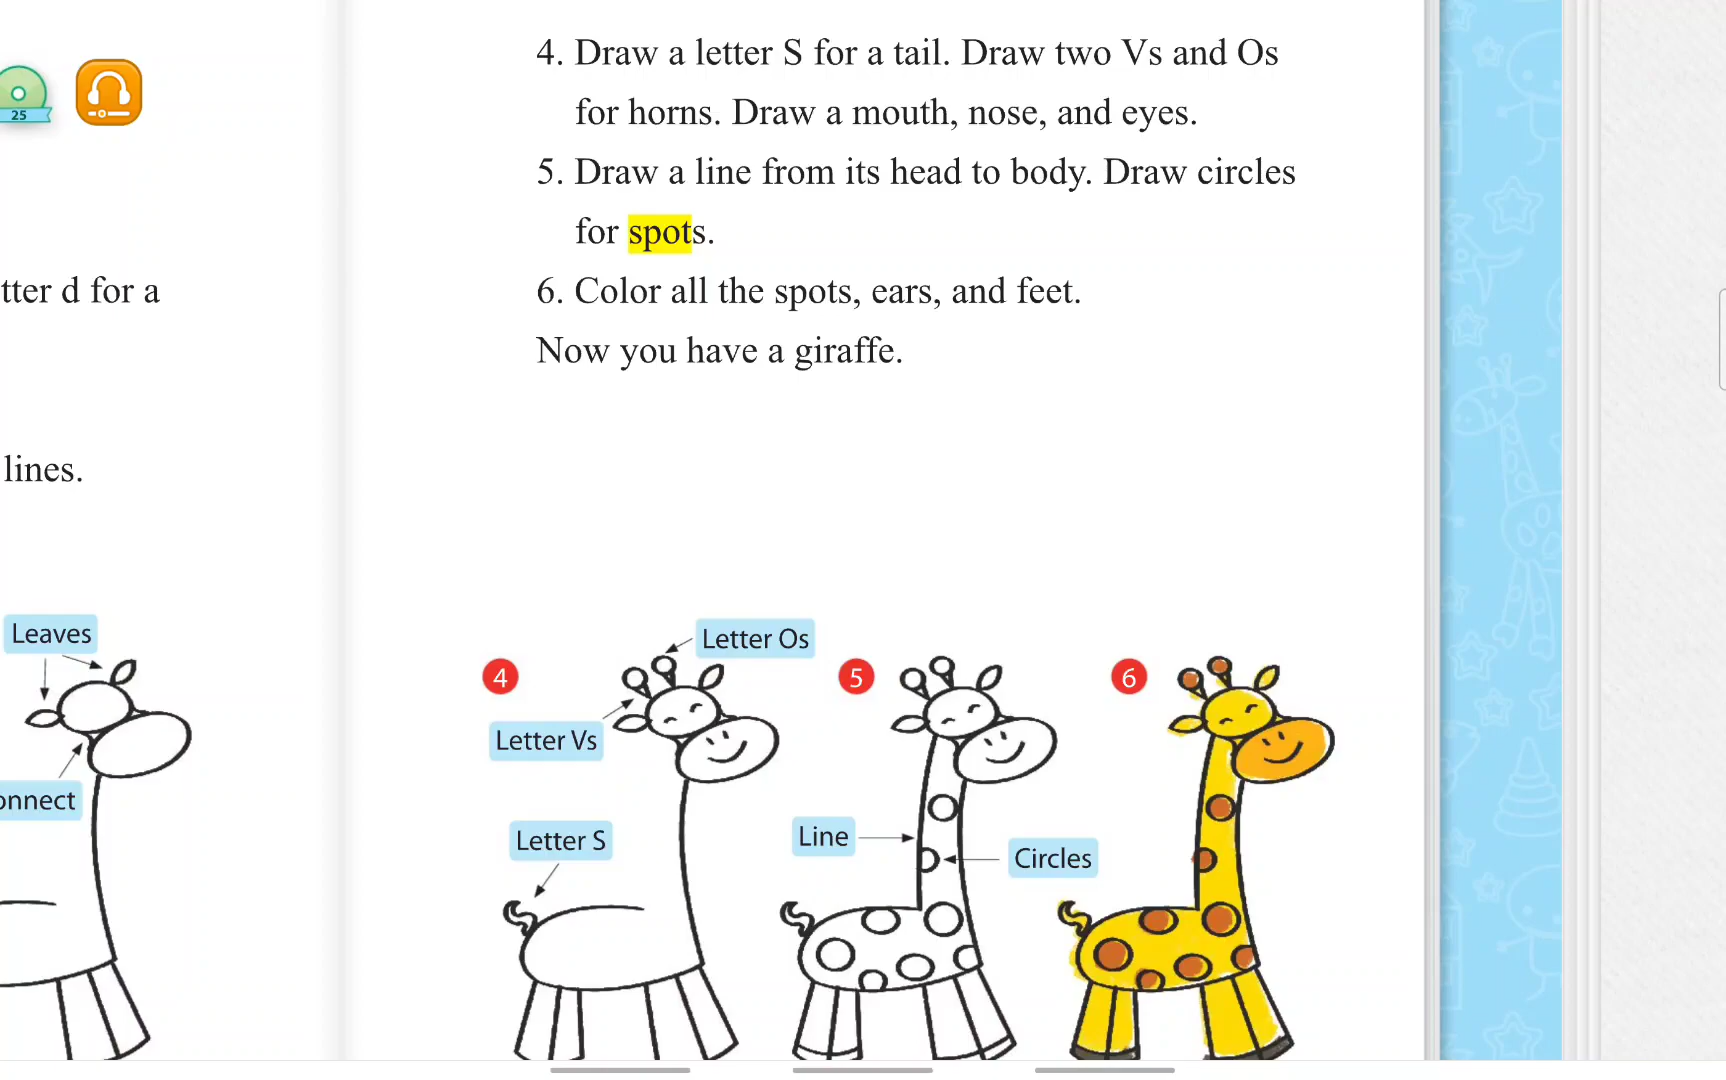 25
tter d for a
lines.
Leaves
onnect
4. Draw a letter S for a tail. Draw two Vs and Os
for horns. Draw a mouth, nose, and eyes.
5. Draw a line from its head to body. Draw circles
for spots.
6. Color all the spots, ears, and feet.
Now you have a giraffe.
4
Letter Os
Letter Vs
Letter S
5
Line
Circles
6